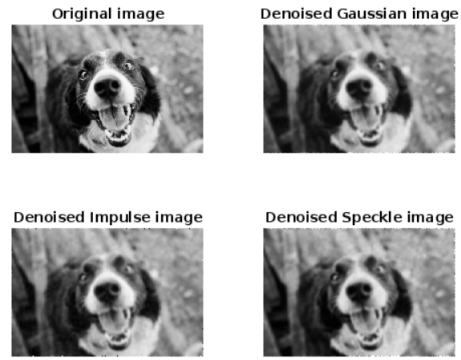 Original image
Denoised Gaussian image
Denoised Impulse image
Denoised Speckle image